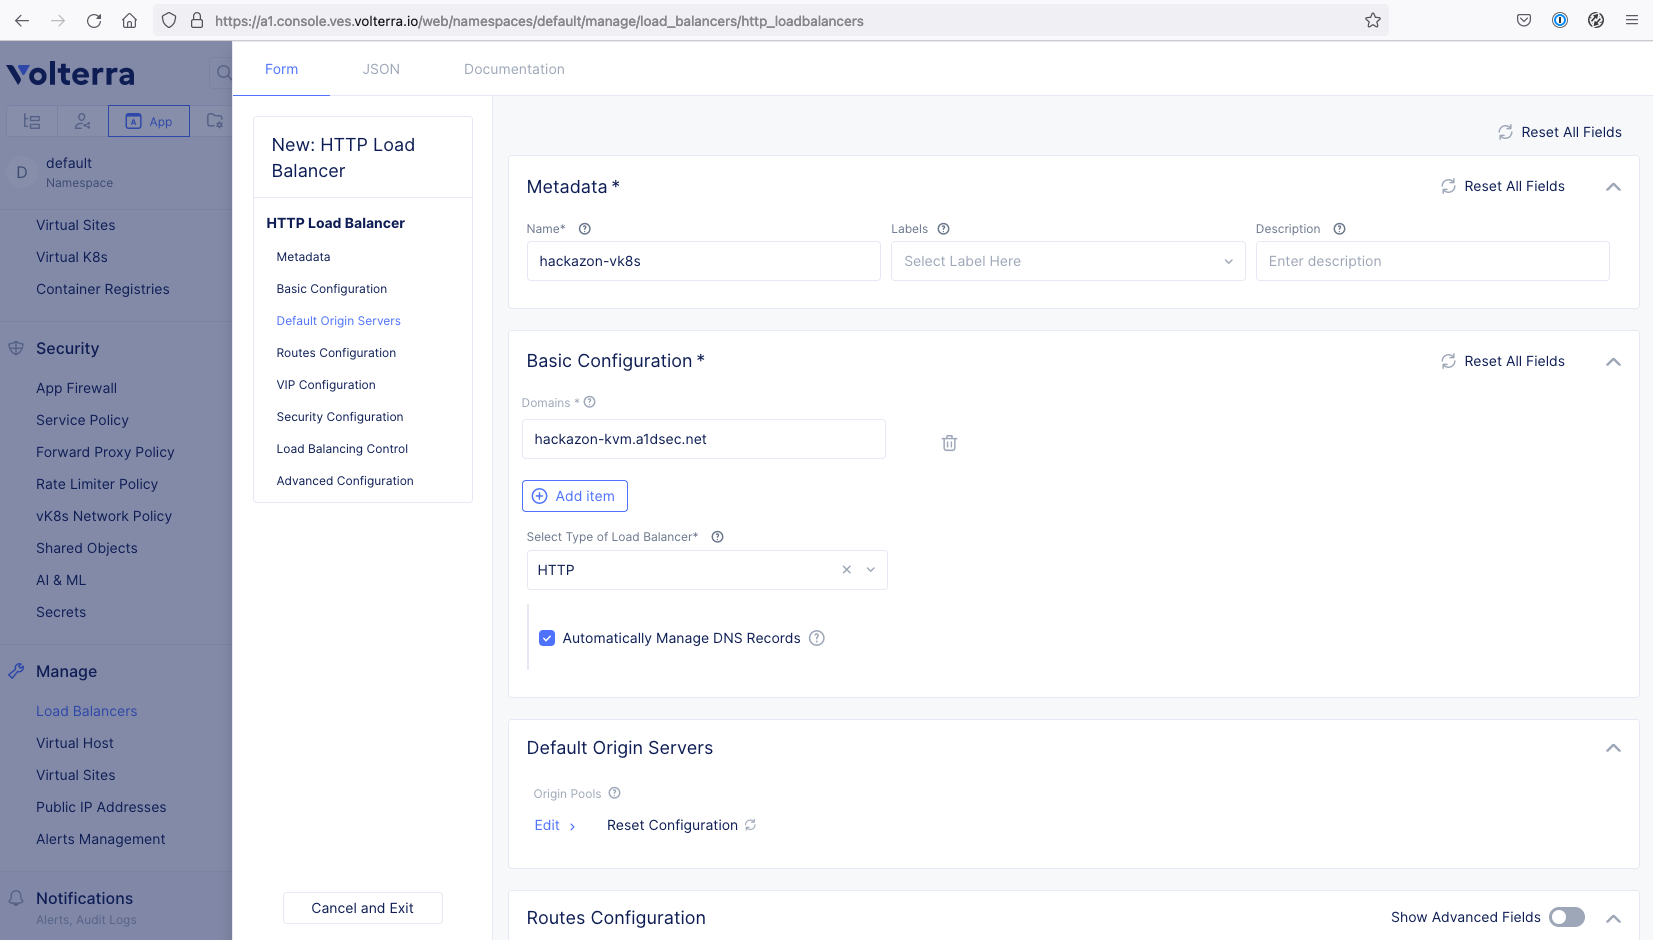 https://a1.console.ves.volterra.io/web/namespaces/default/manage/load_balancers/http_loadbalancers
Volterra
App
D
default
Namespace
Virtual Sites
Virtual K8s
Container Registries
Security
App Firewall
Service Policy
Forward Proxy Policy
Rate Limiter Policy
vK8s Network Policy
Shared Objects
AI & ML
Secrets
Manage
Load Balancers
Virtual Host
Virtual Sites
Public IP Addresses
Alerts Management
Notifications
Alerts, Audit Logs
Form JSON Documentation
New: HTTP Load
Balancer
HTTP Load Balancer
Metadata
Basic Configuration
Default Origin Servers
Routes Configuration
VIP Configuration
Security Configuration
Load Balancing Control
Advanced Configuration
Cancel and Exit
Reset All Fields
Metadata * Reset All Fields
Name* Labels Description
hackazon-vk8s Select Label Here Enter description
Basic Configuration * Reset All Fields
Domains *
hackazon-kvm.a1dsec.net
Add item
Select Type of Load Balancer*
HTTP
Automatically Manage DNS Records
Default Origin Servers
Origin Pools
Edit Reset Configuration
Routes Configuration Show Advanced Fields